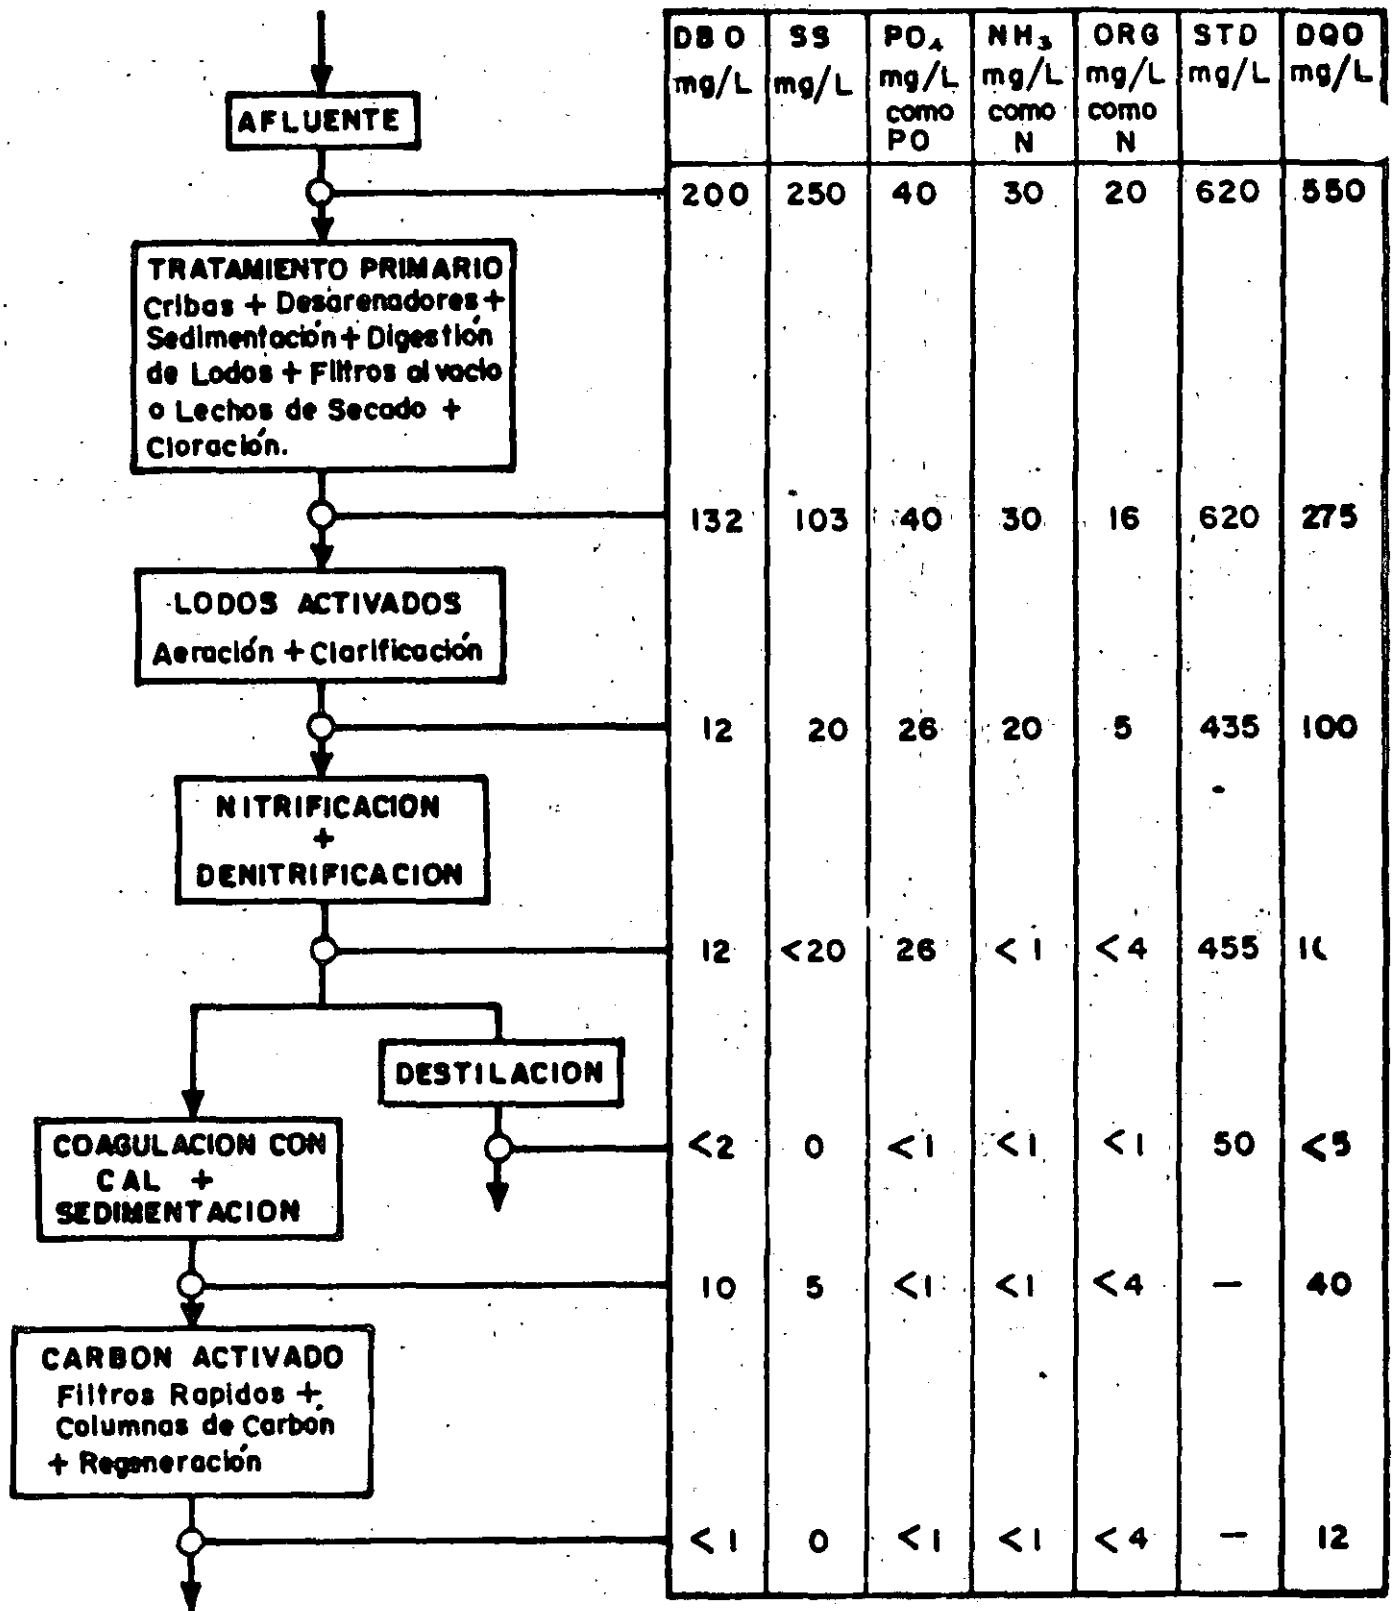 DBO SS PO₄ NH₃ ORG STD DQO
mg/L mg/L mg/L mg/L mg/L mg/L mg/L
como como como
PO N N
AFLUENTE
200 250 40 30 20 620 550
TRATAMIENTO PRIMARIO
Cribas + Desarenadores +
Sedimentación + Digestión
de Lodos + Filtros al vacio
o Lechos de Secado +
Cloración.
132 103 40 30 16 620 275
LODOS ACTIVADOS
Aeración + Clarificación
12 20 26 20 5 435 100
NITRIFICACION
+
DENITRIFICACION
12 <20 26 <1 <4 455
DESTILACION
<2 0 <1 <1 <1 50 <5
COAGULACION CON
CAL +
SEDIMENTACION
10 5 <1 <1 <4 — 40
CARBON ACTIVADO
Filtros Rapidos +
Columnas de Carbón
+ Regeneración
<1 0 <1 <1 <4 — 12